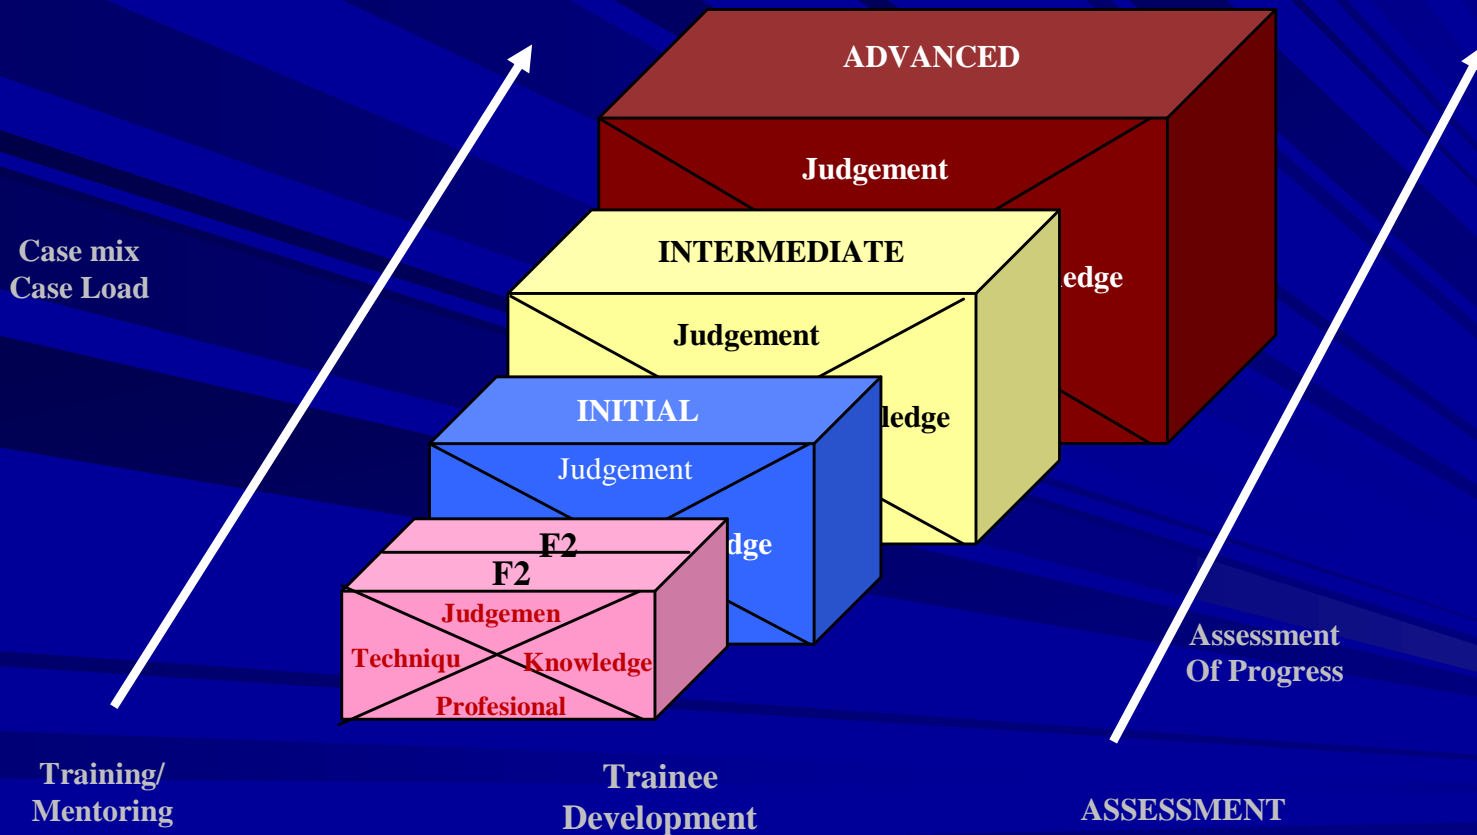 ADVANCED
Judgement
ledge
INTERMEDIATE
Judgement
ledge
INITIAL
Judgement
dge
F2
F2
Judgemen
Techniqu
Knowledge
Profesional
Case mix
Case Load
Training/
Mentoring
Trainee
Development
Assessment
Of Progress
ASSESSMENT